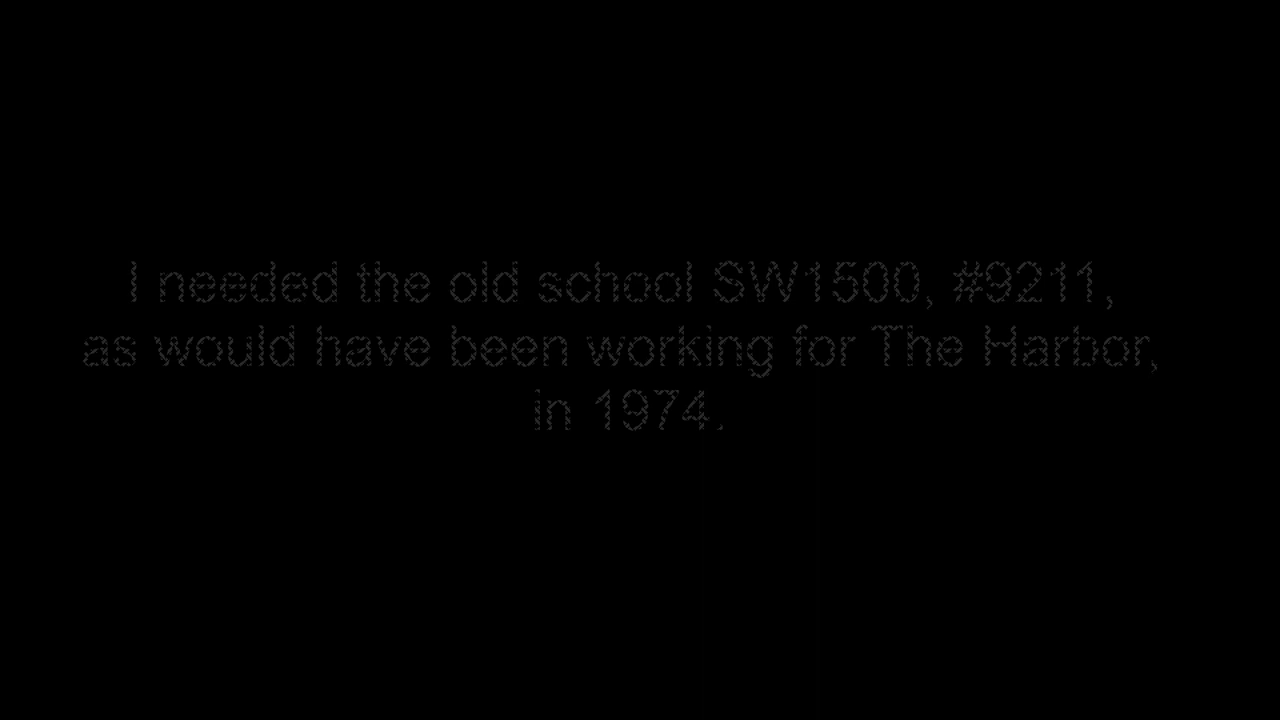 I needed the old school SW1500, #9211,
as would have been working for The Harbor,
in 1974.